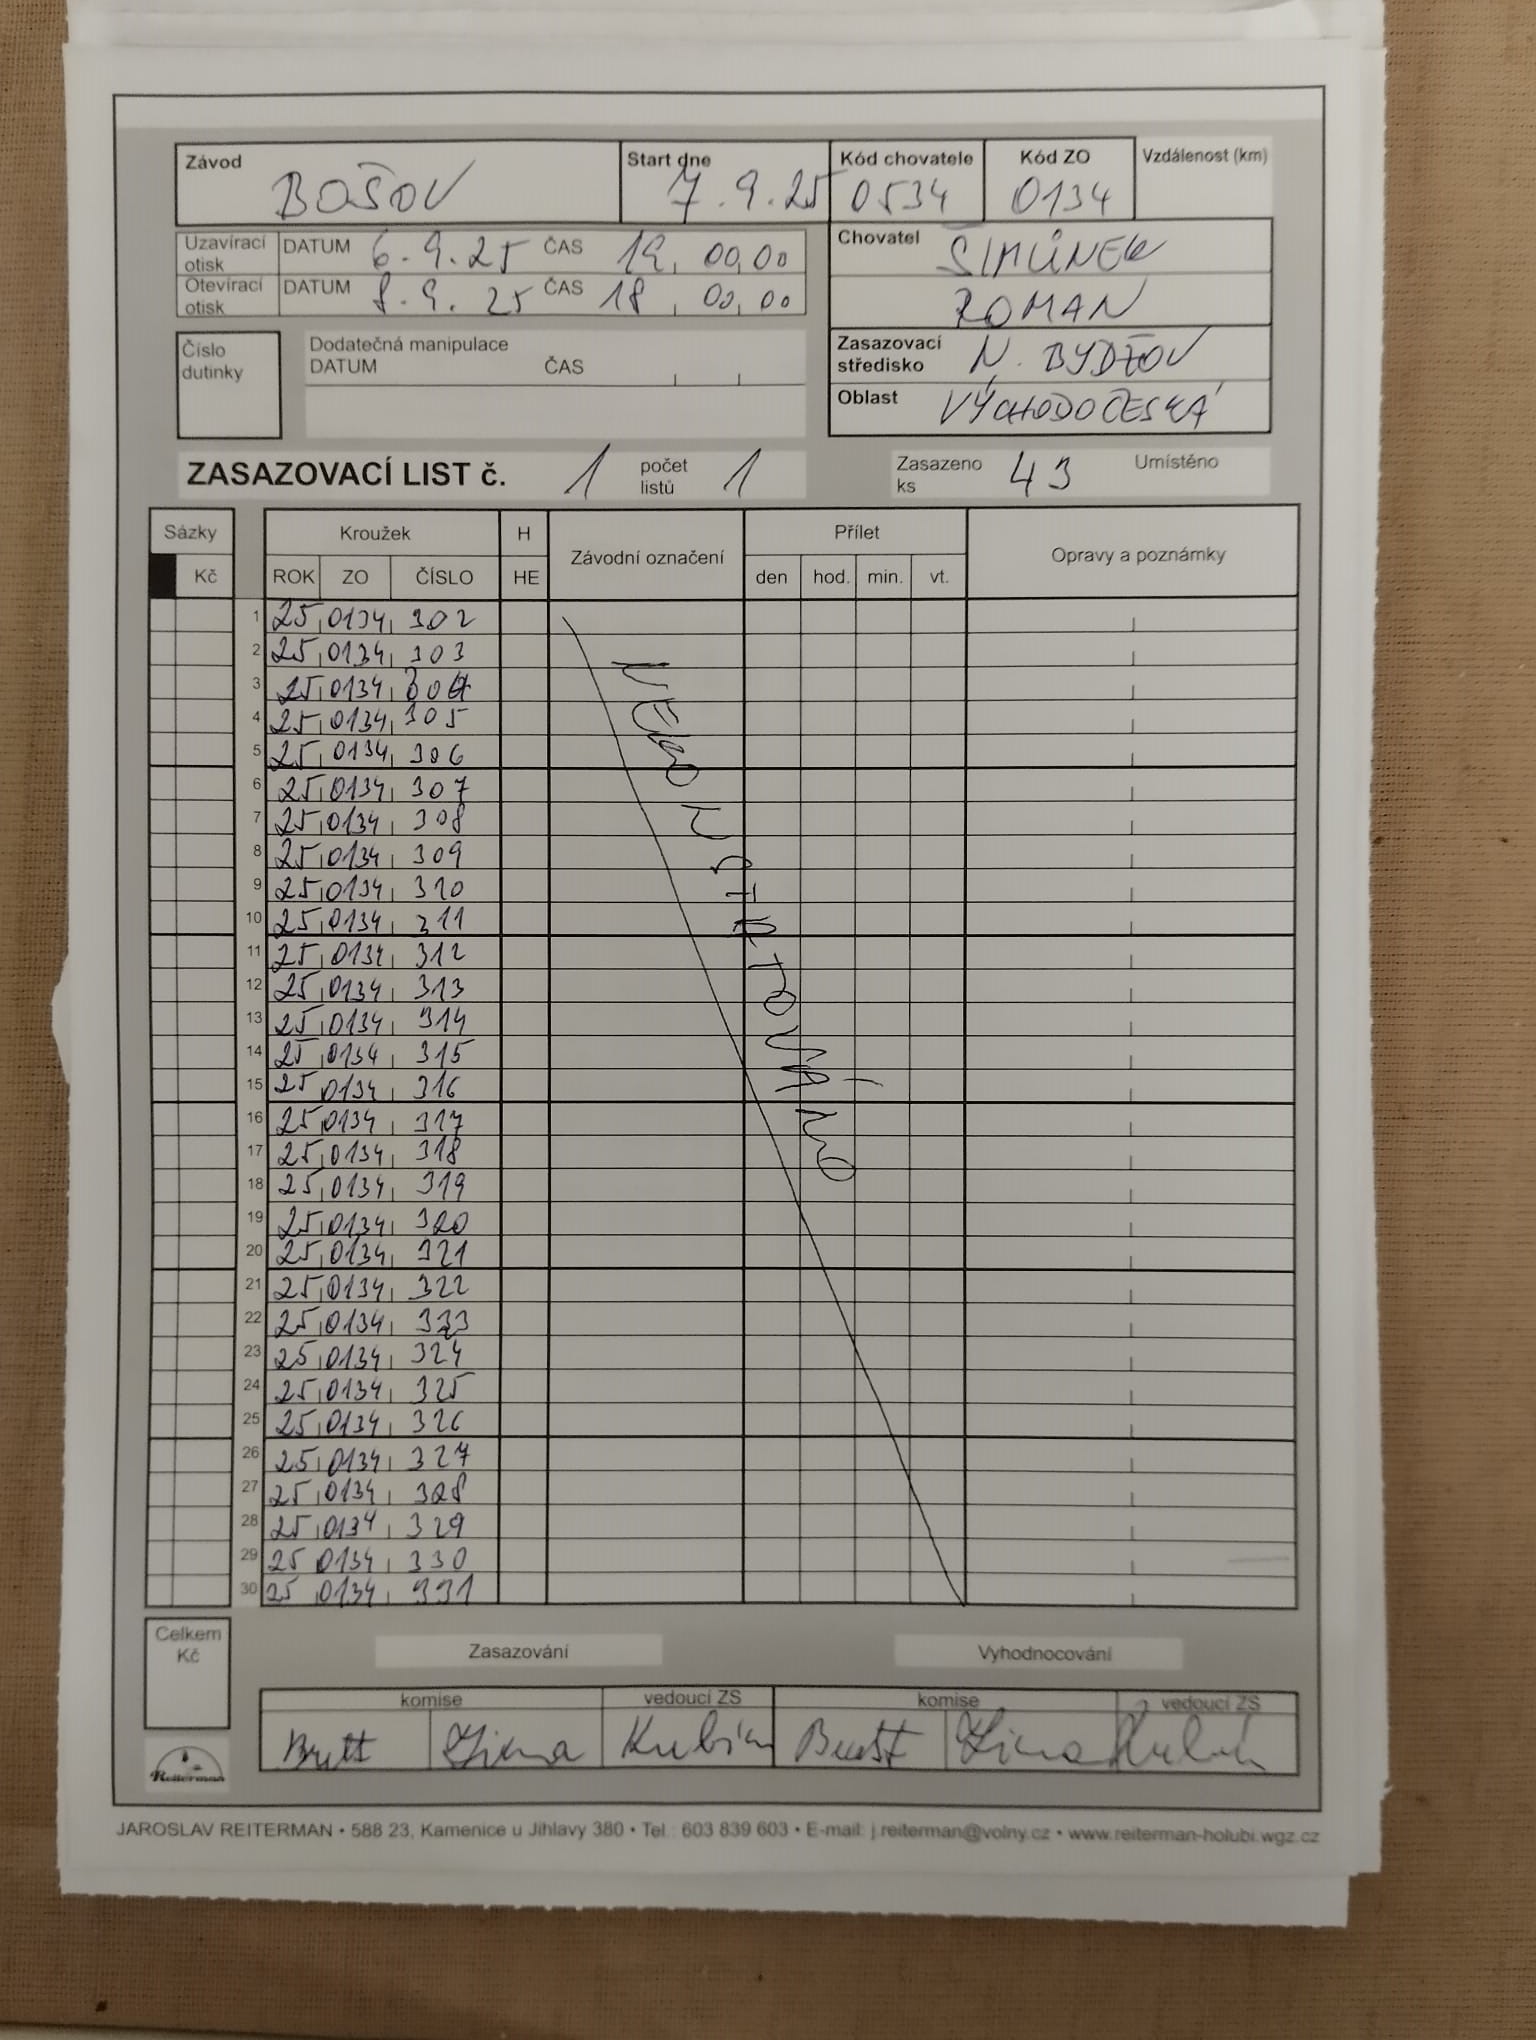 Závod Start dne Kód chovatele Kód ZO Vzdálenost (km)
BOŠOV 7.9.25 0534 0134
Uzavírací otisk DATUM 6.9.25 ČAS 19,00,00
Otevírací otisk DATUM 8.9.25 ČAS 18,00,00
Chovatel ŠIMŮNEK
ROMAN
Číslo dutinky
Dodatečná manipulace
DATUM ČAS
Zasazovací středisko N. BYDŽOV
Oblast VÝCHODOČESKÁ
ZASAZOVACÍ LIST č. 1 počet listů 1 Zasazeno ks 43 Umístěno
Sázky Kroužek H Závodní označení Přílet Opravy a poznámky
Kč ROK ZO ČÍSLO HE den hod. min. vt.
1 25 0134 302
2 25 0134 303
3 25 0134 304
4 25 0134 305
5 25 0134 306
6 25 0134 307
7 25 0134 308
8 25 0134 309
9 25 0134 310
10 25 0134 311
11 25 0134 312
12 25 0134 313
13 25 0134 314
14 25 0134 315
15 25 0134 316
16 25 0134 317
17 25 0134 318
18 25 0134 319
19 25 0134 320
20 25 0134 321
21 25 0134 322
22 25 0134 323
23 25 0134 324
24 25 0134 325
25 25 0134 326
26 25 0134 327
27 25 0134 328
28 25 0134 329
29 25 0134 330
30 25 0134 331
Celkem Kč
Zasazování Vyhodnocování
komise vedoucí ZS komise vedoucí ZS
Reiterman
JAROSLAV REITERMAN • 588 23, Kamenice u Jihlavy 380 • Tel.: 603 839 603 • E-mail: j.reiterman@volny.cz • www.reiterman-holubi.wgz.cz